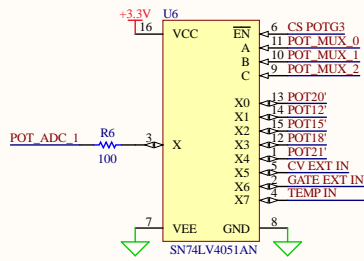 +3.3V
U6
16 VCC EN 6 CS POTG3
A 11 POT_MUX_0
B 10 POT_MUX_1
C 9 POT_MUX_2
X0 13 POT20'
X1 14 POT12'
X2 15 POT15'
POT_ADC_1 R6 100 3 X X3 12 POT18'
X4 1 POT21'
X5 5 CV EXT IN
X6 2 GATE EXT IN
X7 4 TEMP IN
7 VEE GND 8
SN74LV4051AN